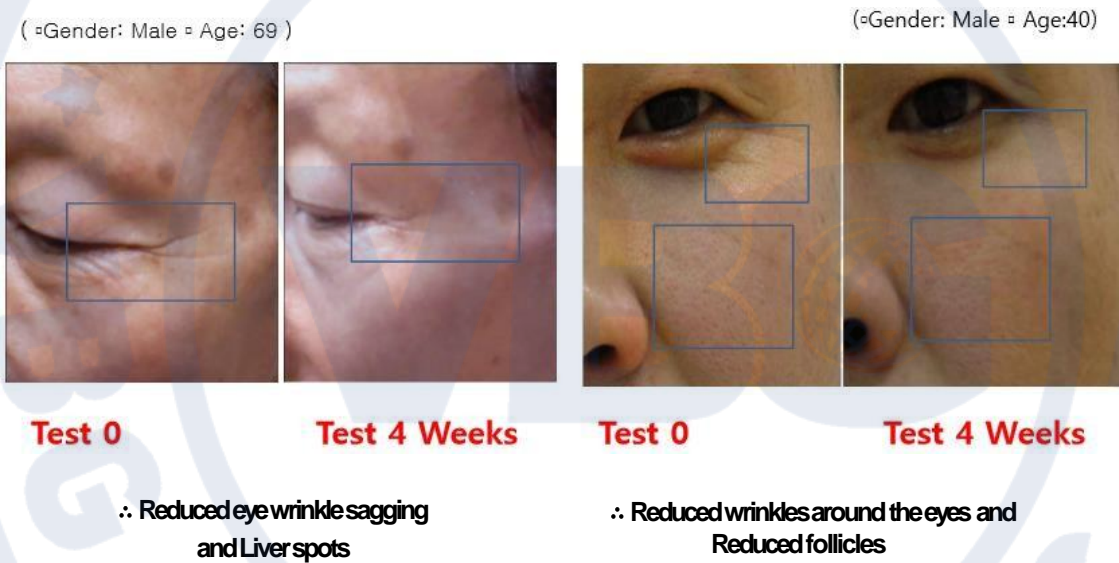 ( ▫Gender: Male ▫ Age: 69 )
(▫Gender: Male ▫ Age:40)
Test 0
Test 4 Weeks
Test 0
Test 4 Weeks
∴ Reduced eye wrinkle sagging
and Liver spots
∴ Reduced wrinkles around the eyes and
Reduced follicles